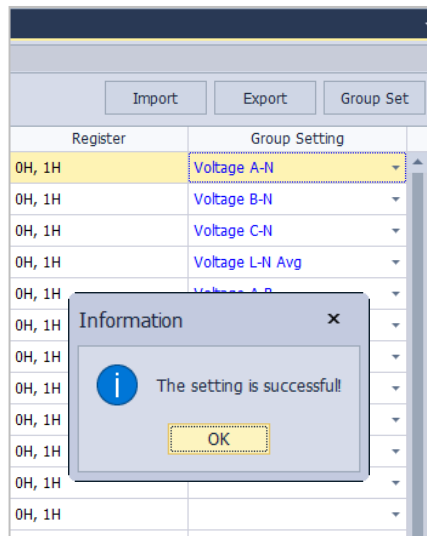 Import Export Group Set
Register Group Setting
0H, 1H Voltage A-N
0H, 1H Voltage B-N
0H, 1H Voltage C-N
0H, 1H Voltage L-N Avg
0H, 1H
0H, 1H
0H, 1H
0H, 1H
0H, 1H
0H, 1H
0H, 1H
0H, 1H
Information
The setting is successful!
OK